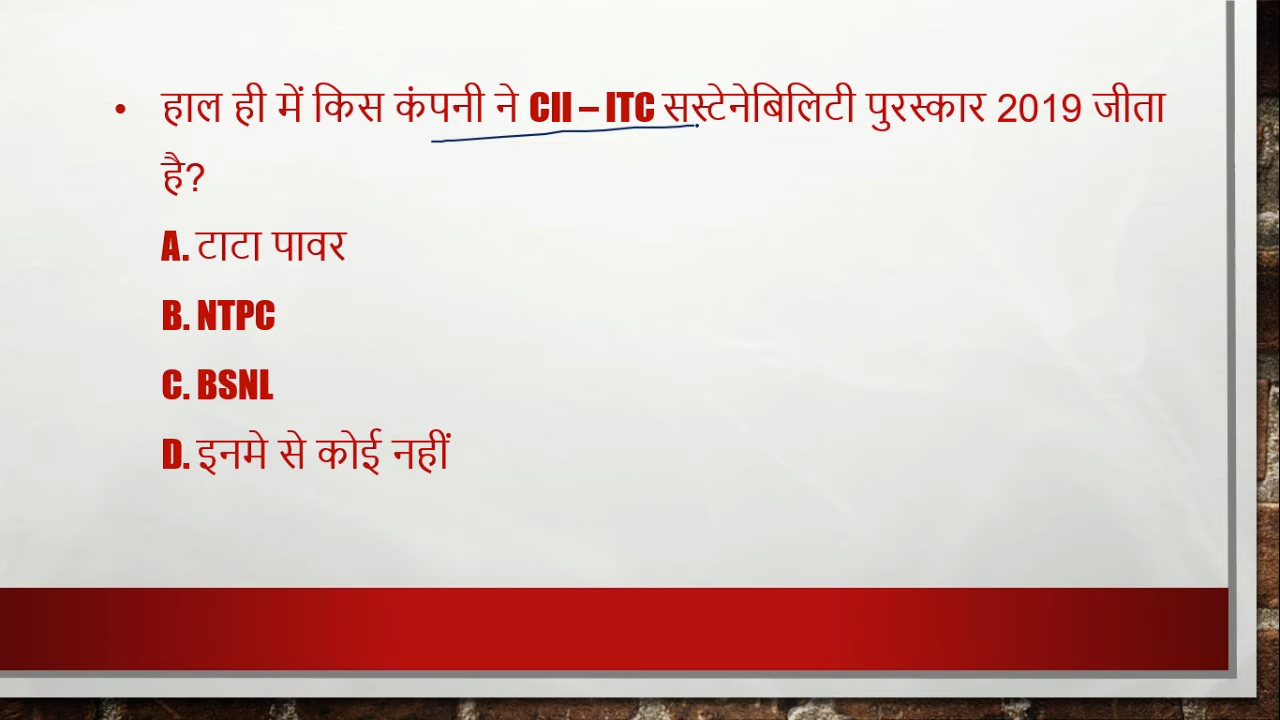 • हाल ही में किस कंपनी ने CII – ITC सस्टेनेबिलिटी पुरस्कार 2019 जीता
है?
A. टाटा पावर
B. NTPC
C. BSNL
D. इनमे से कोई नहीं